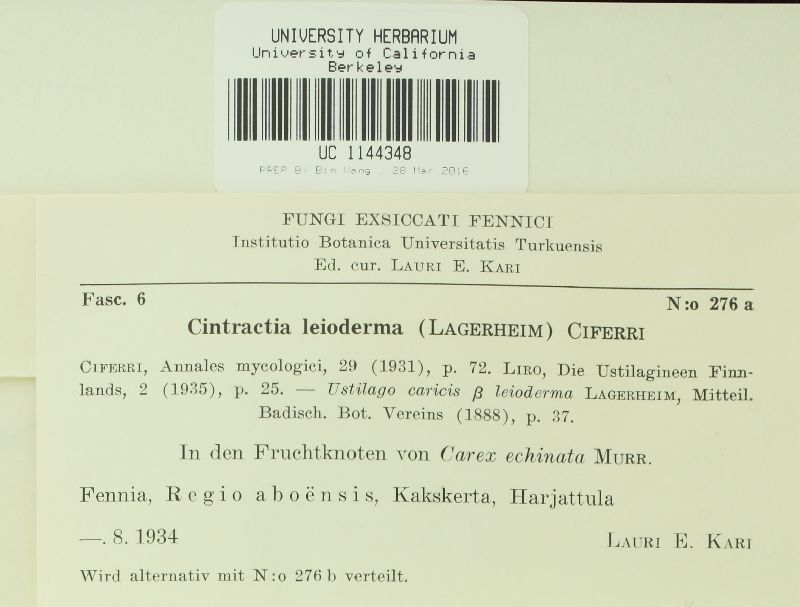 UNIVERSITY HERBARIUM
University of California
Berkeley
UC 1144348
PREP By Bin Wang , 28 Mar 2016
FUNGI EXSICCATI FENNICI
Institutio Botanica Universitatis Turkuensis
Ed. cur. LAURI E. KARI
Fasc. 6 N:o 276 a
Cintractia leioderma (LAGERHEIM) CIFERRI
CIFERRI, Annales mycologici, 29 (1931), p. 72. LIRO, Die Ustilagineen Finn-
lands, 2 (1935), p. 25. — Ustilago caricis β leioderma LAGERHEIM, Mitteil.
Badisch. Bot. Vereins (1888), p. 37.
In den Fruchtknoten von Carex echinata MURR.
Fennia, Regio aboënsis, Kakskerta, Harjattula
—. 8. 1934 LAURI E. KARI
Wird alternativ mit N:o 276 b verteilt.